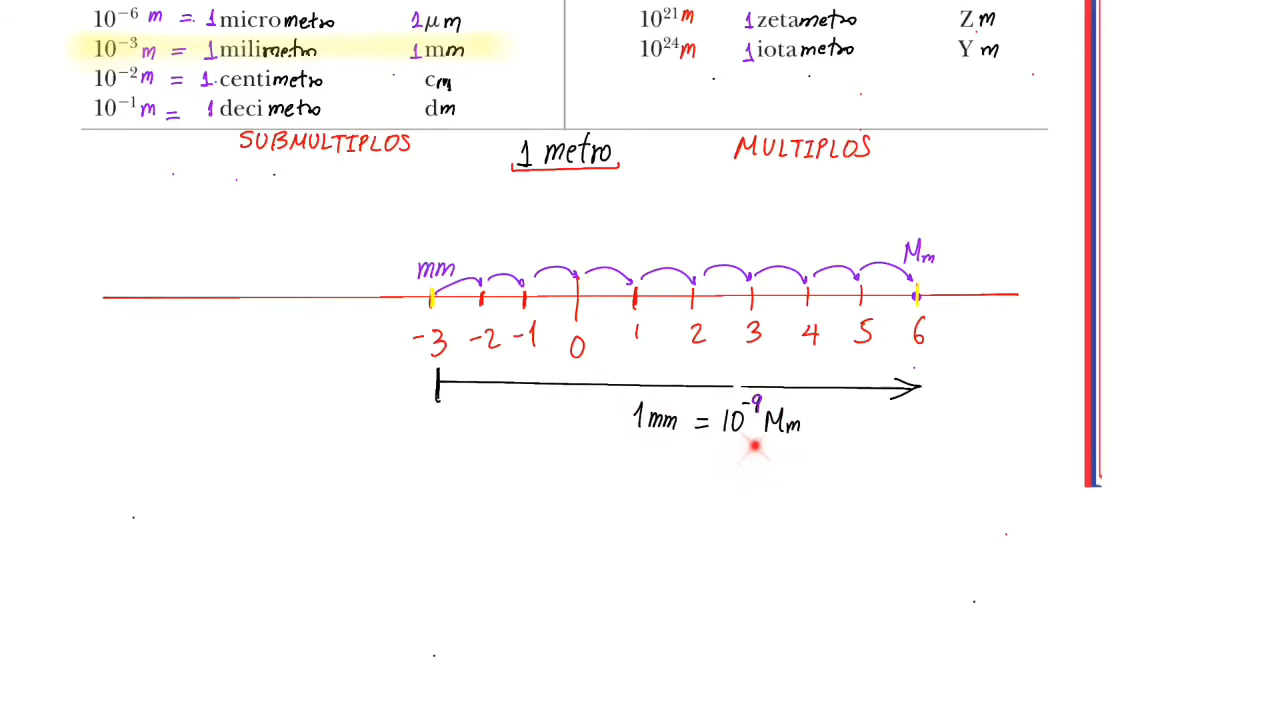 10⁻⁶ m = 1 micrometro 1 μm
10⁻³ m = 1 milimetro 1 mm
10⁻² m = 1 centimetro cm
10⁻¹ m = 1 decimetro dm
10²¹ m 1 zetametro Zm
10²⁴ m 1 iotametro Ym
SUBMULTIPLOS 1 metro MULTIPLOS
mm Mm
-3 -2 -1 0 1 2 3 4 5 6
1mm = 10⁻⁹ Mm